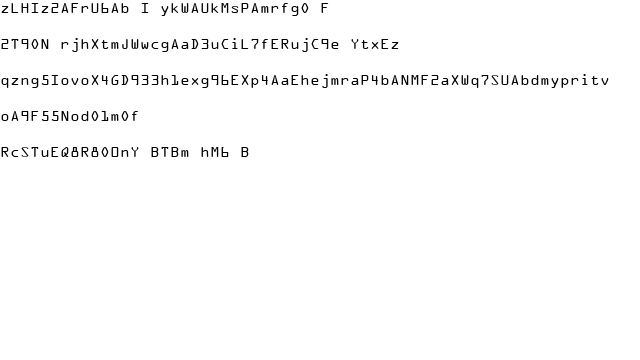 zLHIz2AFrU6Ab I ykWAUkMsPAmrfg0 F
2T90N rjhXtmJWwcgAaD3uCiL7fERujC9e YtxEz
qzng5IovoX4GD933h1exg96EXp4AaEhejmraP4bANMF2aXWq7SUAbdmypritv
oA9F55Nod01m0f
RcSTuEQ8R80OnY BTBm hM6 B